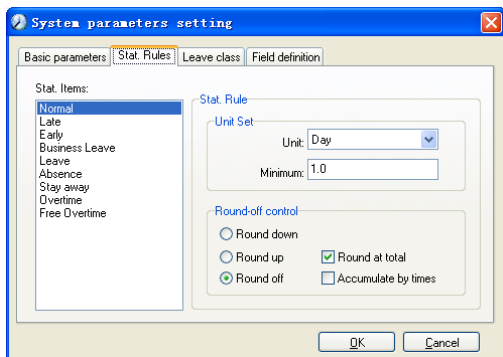 System parameters setting
Basic parameters Stat. Rules Leave class Field definition
Stat. Items:
Normal
Late
Early
Business Leave
Leave
Absence
Stay away
Overtime
Free Overtime
Stat. Rule
Unit Set
Unit: Day
Minimum: 1.0
Round-off control
Round down
Round up Round at total
Round off Accumulate by times
OK Cancel